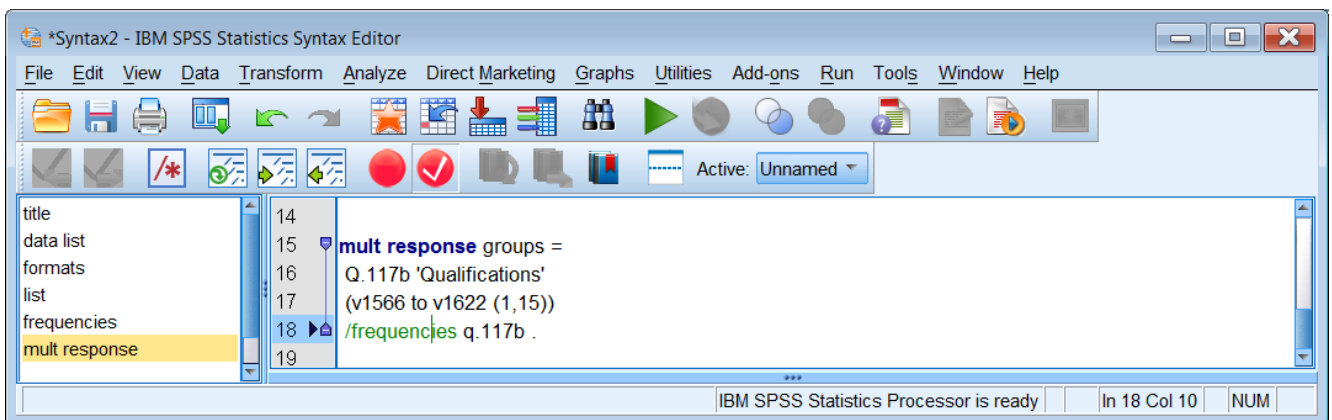 *Syntax2 - IBM SPSS Statistics Syntax Editor
File Edit View Data Transform Analyze Direct Marketing Graphs Utilities Add-ons Run Tools Window Help
/*
Active: Unnamed
title
data list
formats
list
frequencies
mult response
14
15 mult response groups =
16 Q.117b 'Qualifications'
17 (v1566 to v1622 (1,15))
18 /frequencies q.117b .
19
IBM SPSS Statistics Processor is ready In 18 Col 10 NUM